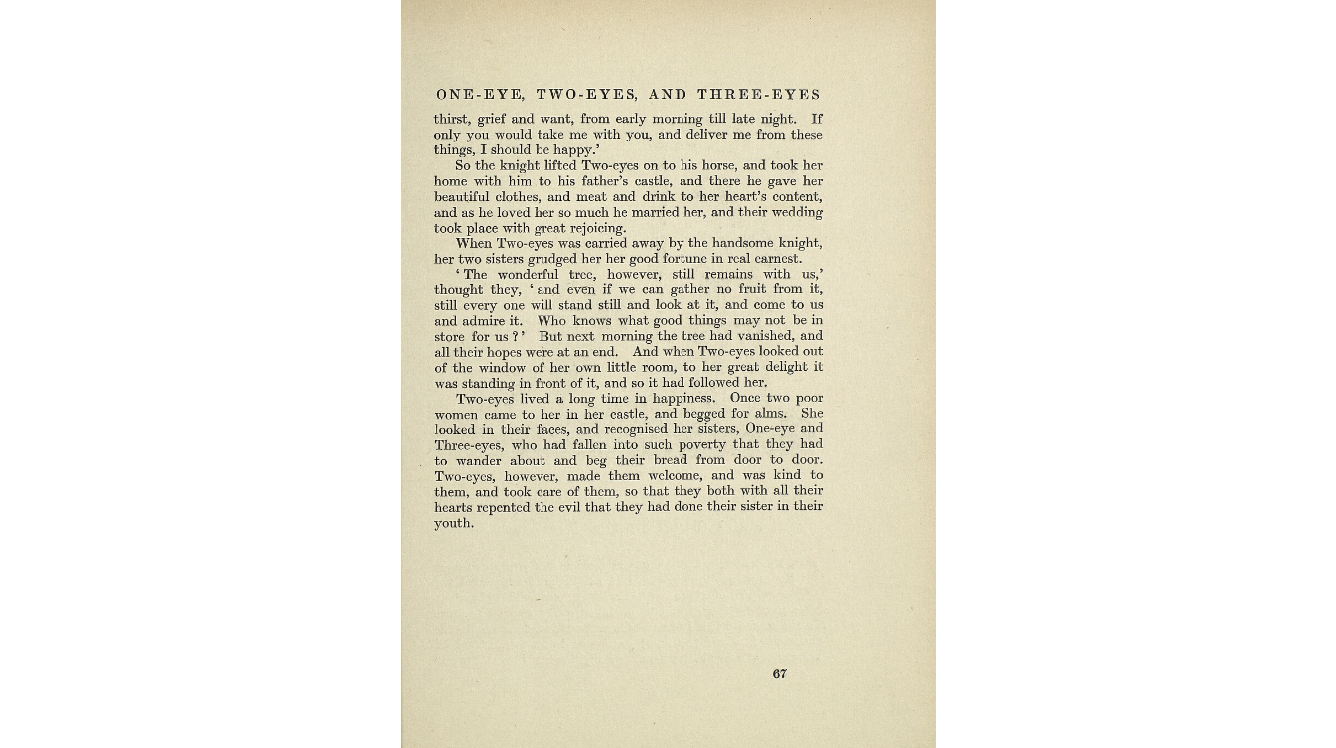 ONE-EYE, TWO-EYES, AND THREE-EYES
thirst, grief and want, from early morning till late night. If
only you would take me with you, and deliver me from these
things, I should be happy.’
So the knight lifted Two-eyes on to his horse, and took her
home with him to his father’s castle, and there he gave her
beautiful clothes, and meat and drink to her heart’s content,
and as he loved her so much he married her, and their wedding
took place with great rejoicing.
When Two-eyes was carried away by the handsome knight,
her two sisters grudged her her good fortune in real earnest.
‘ The wonderful tree, however, still remains with us,’
thought they, ‘ and even if we can gather no fruit from it,
still every one will stand still and look at it, and come to us
and admire it. Who knows what good things may not be in
store for us ? ’ But next morning the tree had vanished, and
all their hopes were at an end. And when Two-eyes looked out
of the window of her own little room, to her great delight it
was standing in front of it, and so it had followed her.
Two-eyes lived a long time in happiness. Once two poor
women came to her in her castle, and begged for alms. She
looked in their faces, and recognised her sisters, One-eye and
Three-eyes, who had fallen into such poverty that they had
to wander about and beg their bread from door to door.
Two-eyes, however, made them welcome, and was kind to
them, and took care of them, so that they both with all their
hearts repented the evil that they had done their sister in their
youth.
67